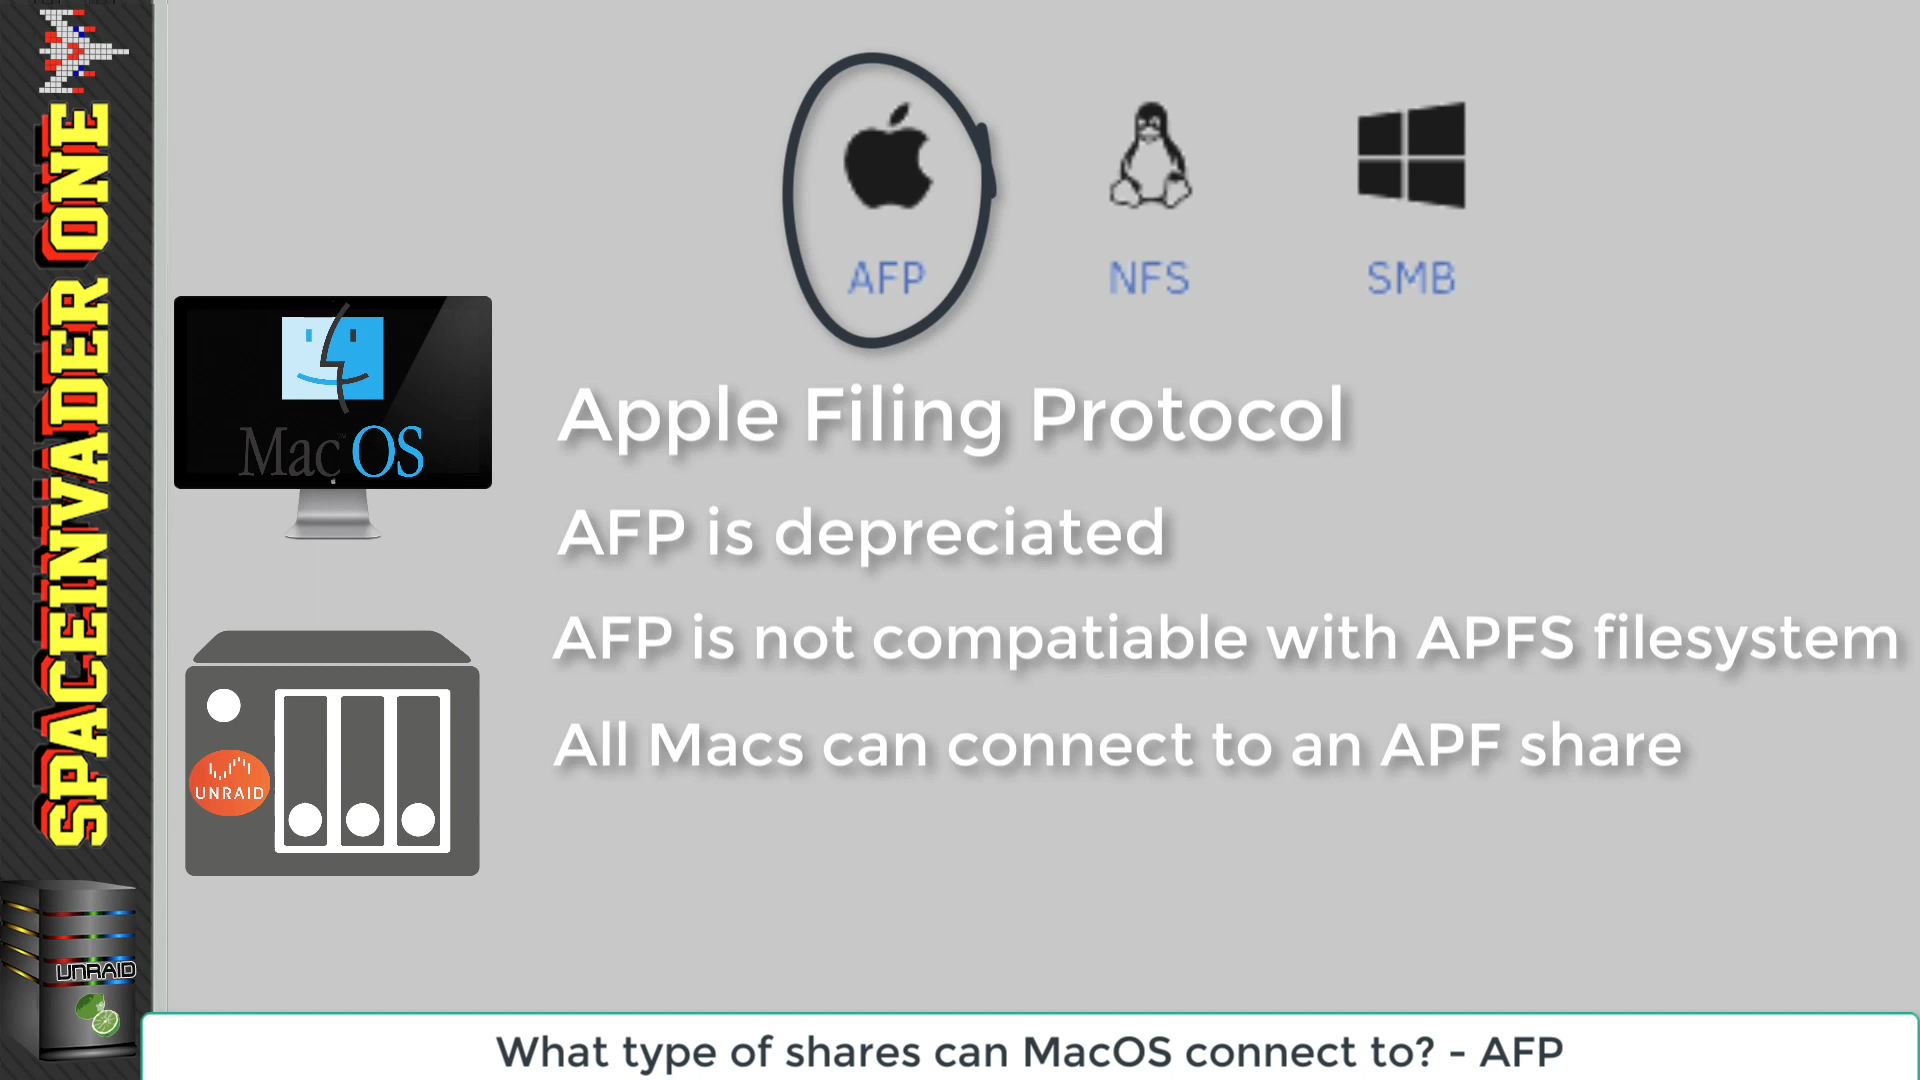 SPACEINVADER ONE
AFP
NFS
SMB
Mac™ OS
Apple Filing Protocol
AFP is depreciated
AFP is not compatiable with APFS filesystem
All Macs can connect to an APF share
UNRAID
UNRAID
What type of shares can MacOS connect to? - AFP